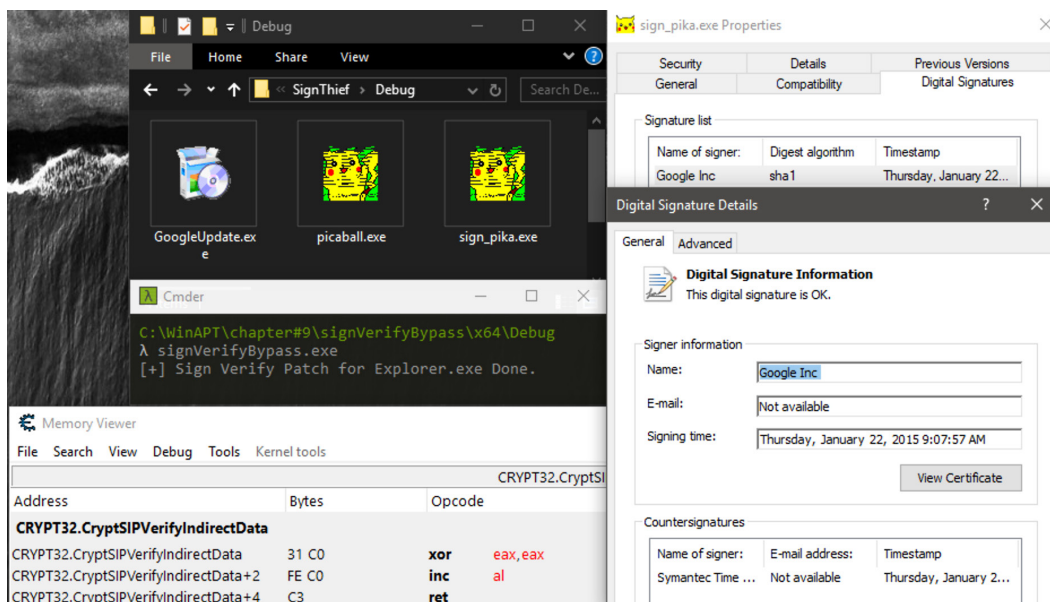 Debug
File Home Share View
SignThief Debug
Search De...
GoogleUpdate.ex
e
picaball.exe
sign_pika.exe
λ Cmder
C:\WinAPT\chapter#9\signVerifyBypass\x64\Debug
λ signVerifyBypass.exe
[+] Sign Verify Patch for Explorer.exe Done.
Memory Viewer
File Search View Debug Tools Kernel tools
CRYPT32.CryptSI
Address Bytes Opcode
CRYPT32.CryptSIPVerifyIndirectData
CRYPT32.CryptSIPVerifyIndirectData 31 C0 xor eax,eax
CRYPT32.CryptSIPVerifyIndirectData+2 FE C0 inc al
CRYPT32.CryptSIPVerifyIndirectData+4 C3 ret
sign_pika.exe Properties
Security Details Previous Versions
General Compatibility Digital Signatures
Signature list
Name of signer: Digest algorithm Timestamp
Google Inc sha1 Thursday, January 22...
Digital Signature Details ?
General Advanced
Digital Signature Information
This digital signature is OK.
Signer information
Name: Google Inc
E-mail: Not available
Signing time: Thursday, January 22, 2015 9:07:57 AM
View Certificate
Countersignatures
Name of signer: E-mail address: Timestamp
Symantec Time ... Not available Thursday, January 2...